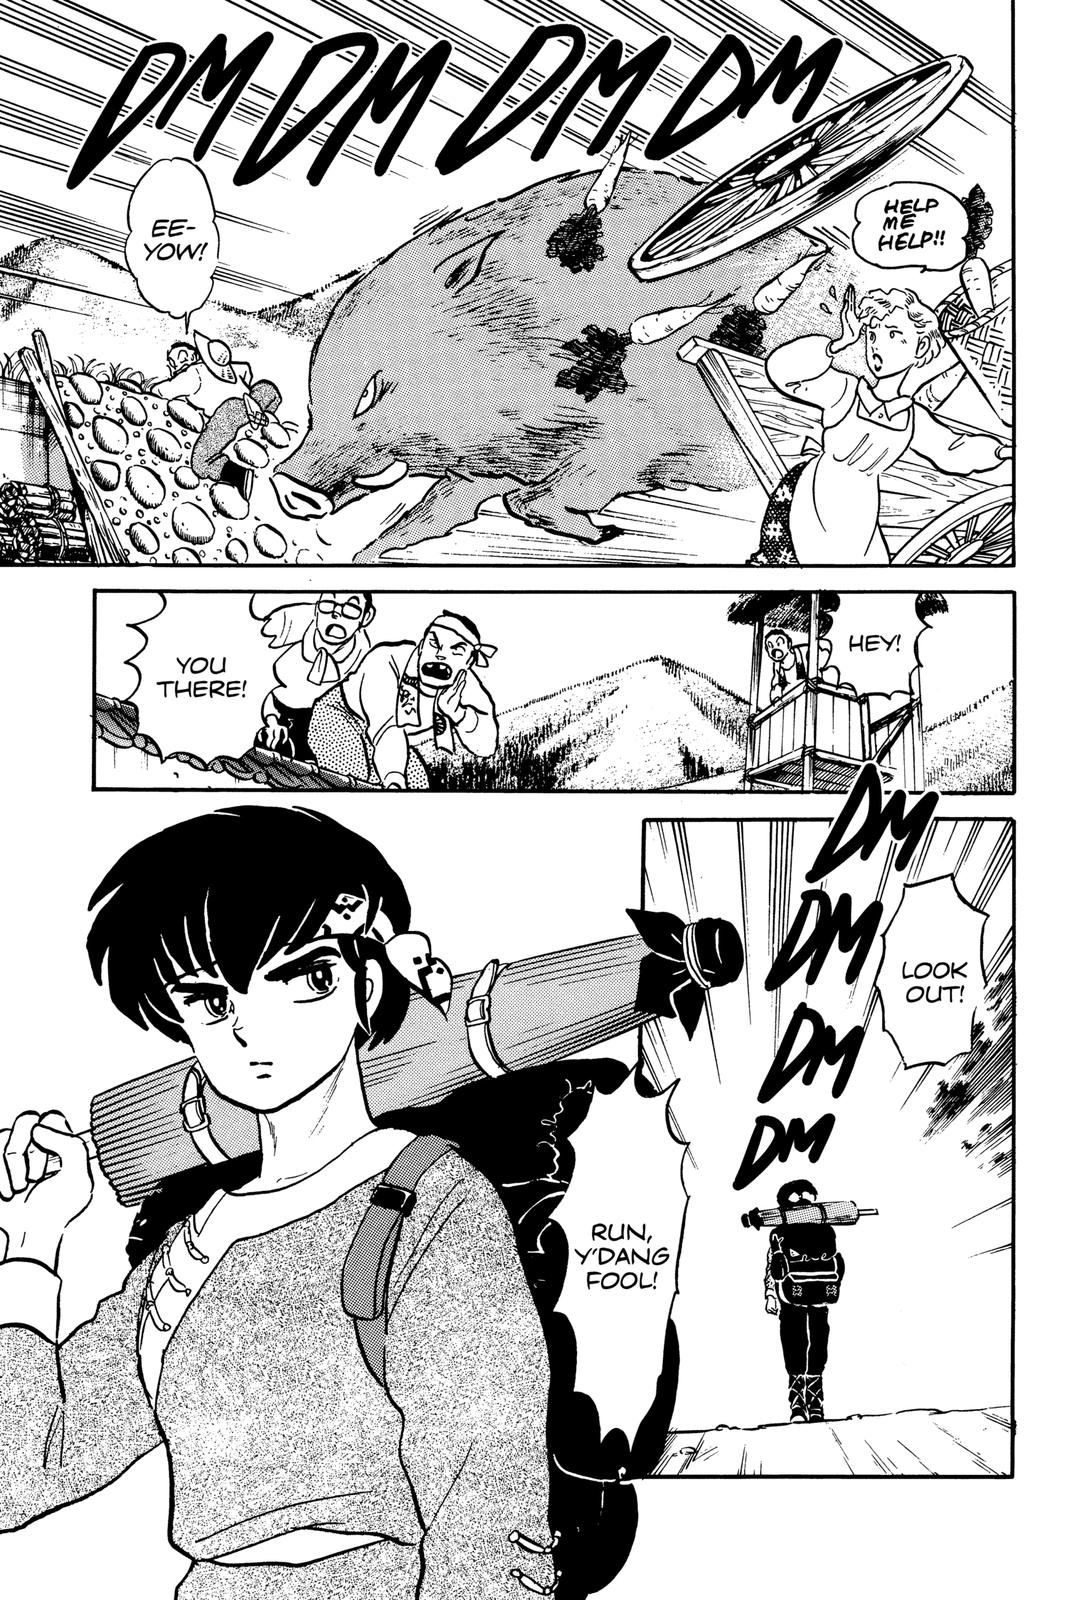 DM DM DM DM
EE-
YOW!
HELP
ME
HELP!!
YOU
THERE!
HEY!
DM
DM
DM
DM
LOOK
OUT!
RUN,
Y'DANG
FOOL!